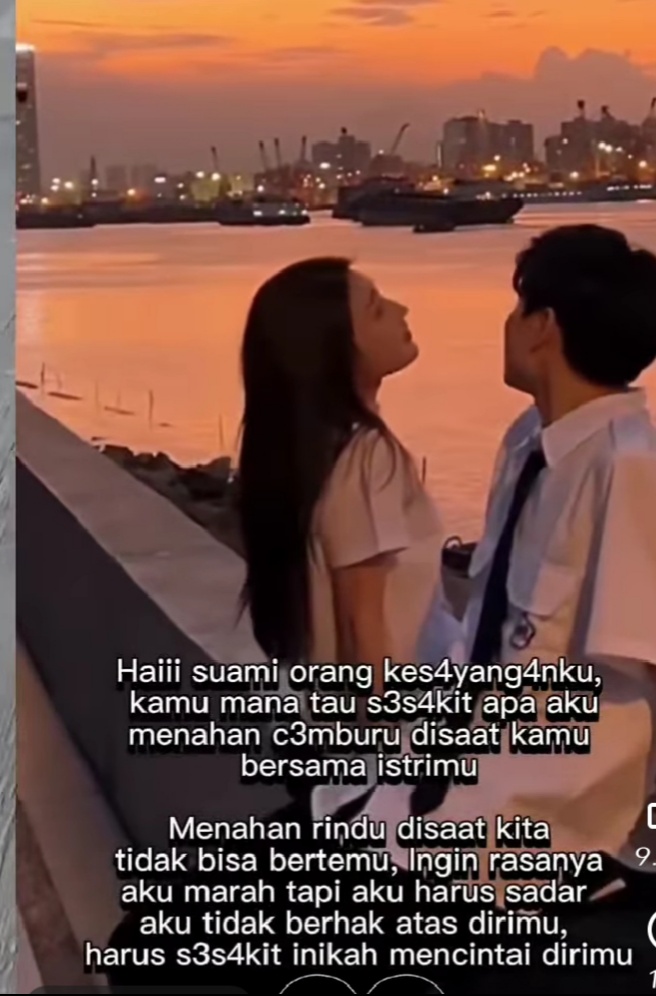 Haiii suami orang kes4yang4nku,
kamu mana tau s3s4kit apa aku
menahan c3mburu disaat kamu
bersama istrimu
Menahan rindu disaat kita
tidak bisa bertemu, Ingin rasanya
aku marah tapi aku harus sadar
aku tidak berhak atas dirimu,
harus s3s4kit inikah mencintai dirimu
9.
1